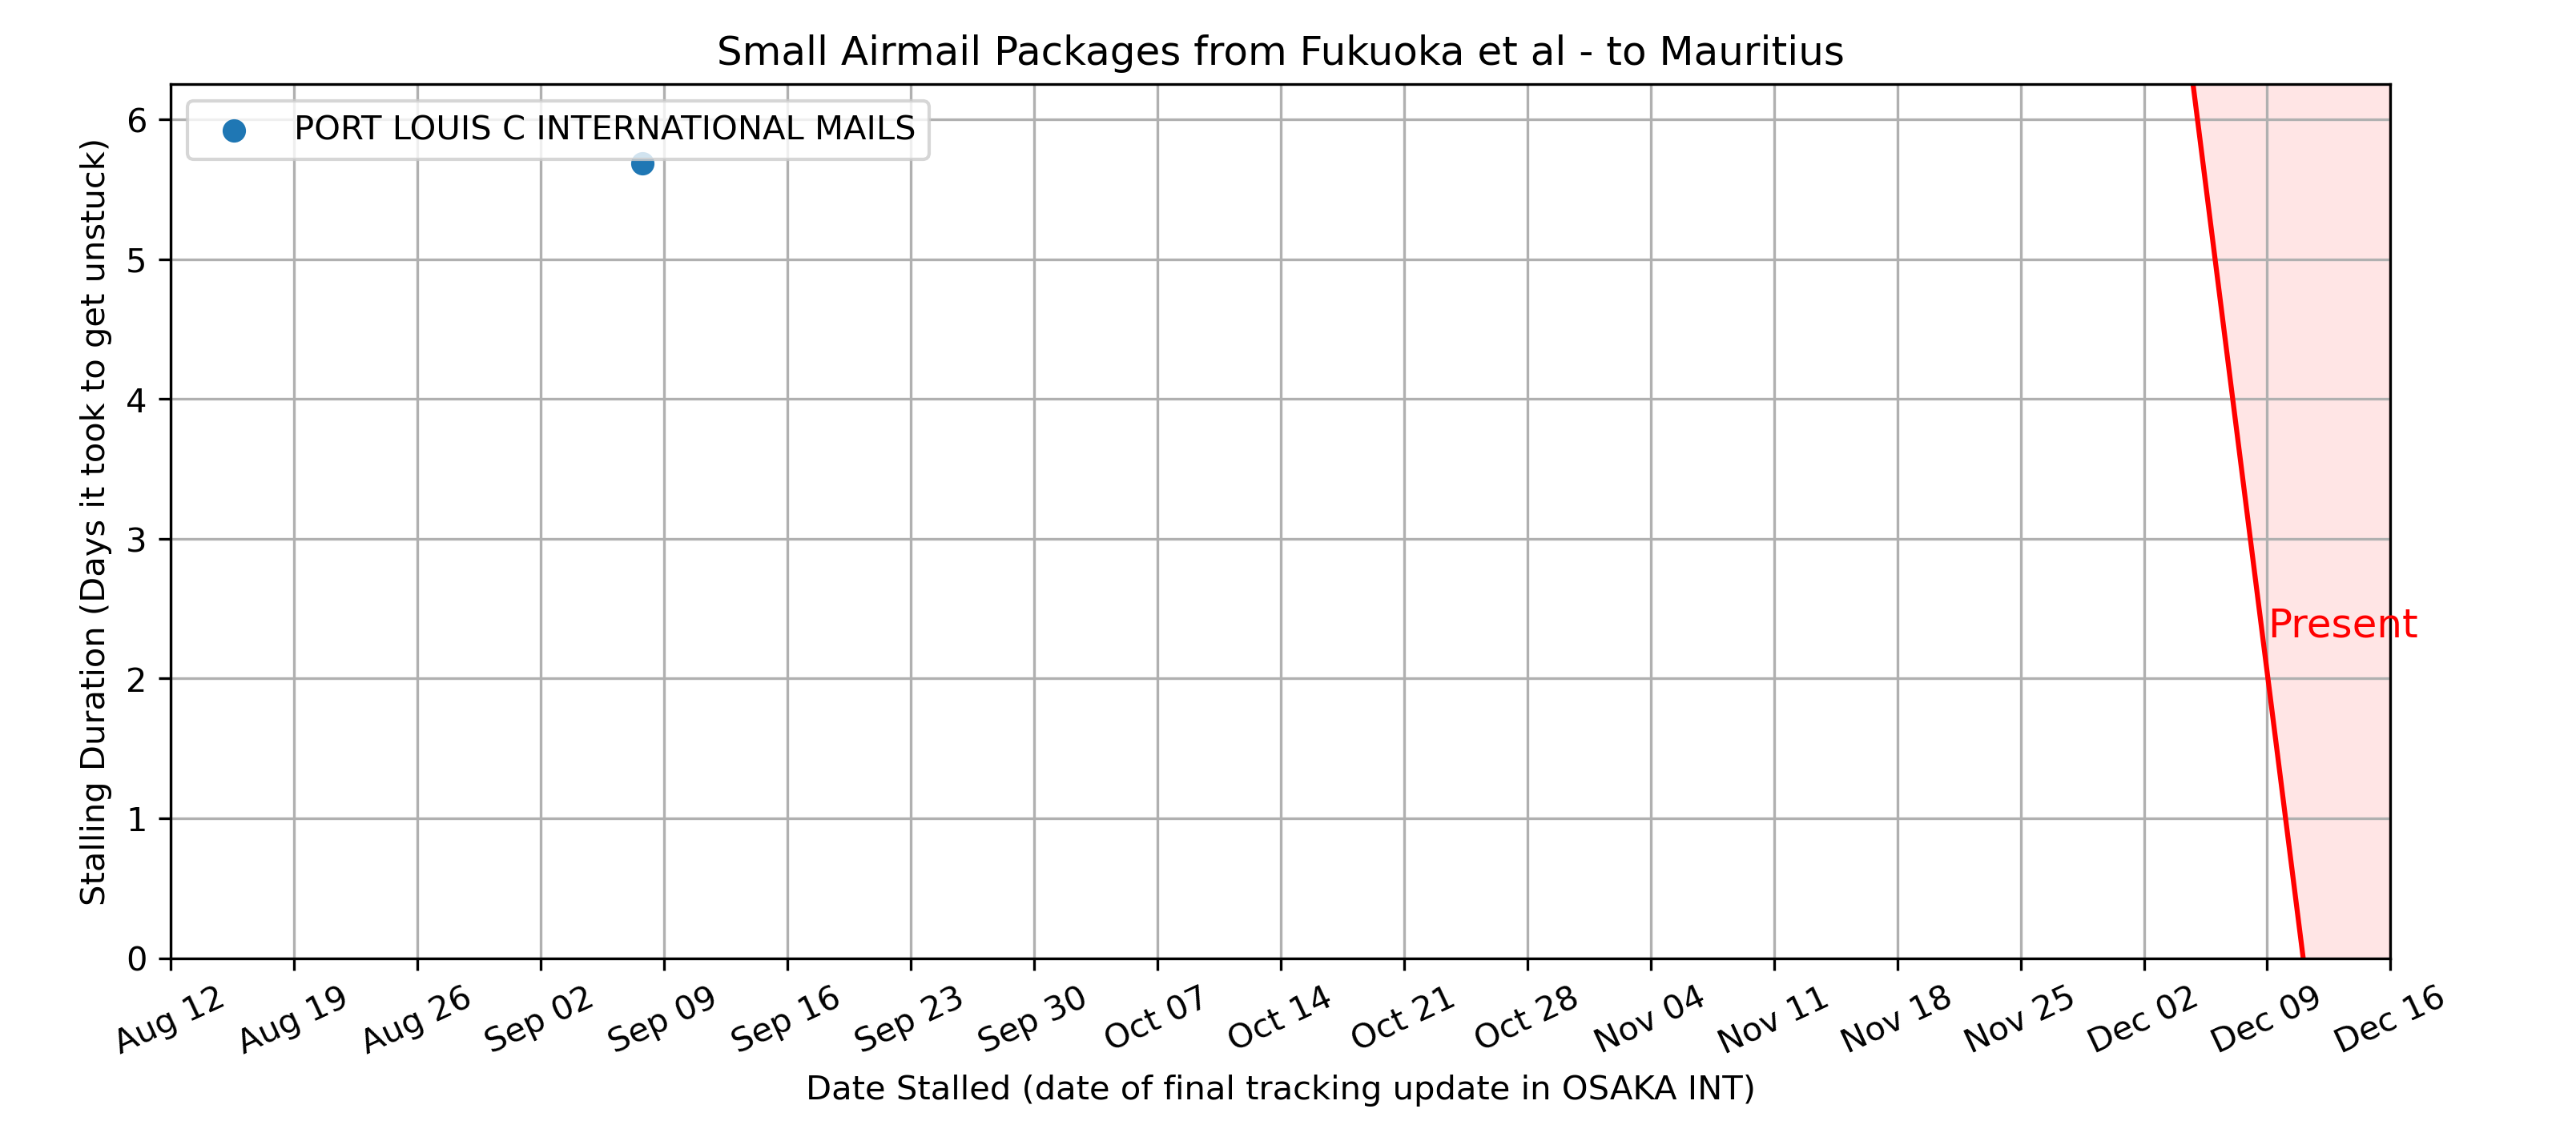 Small Airmail Packages from Fukuoka et al - to Mauritius
PORT LOUIS C INTERNATIONAL MAILS
Stalling Duration (Days it took to get unstuck)
6
5
4
3
2
1
0
Present
Aug 12
Aug 19
Aug 26
Sep 02
Sep 09
Sep 16
Sep 23
Sep 30
Oct 07
Oct 14
Oct 21
Oct 28
Nov 04
Nov 11
Nov 18
Nov 25
Dec 02
Dec 09
Dec 16
Date Stalled (date of final tracking update in OSAKA INT)